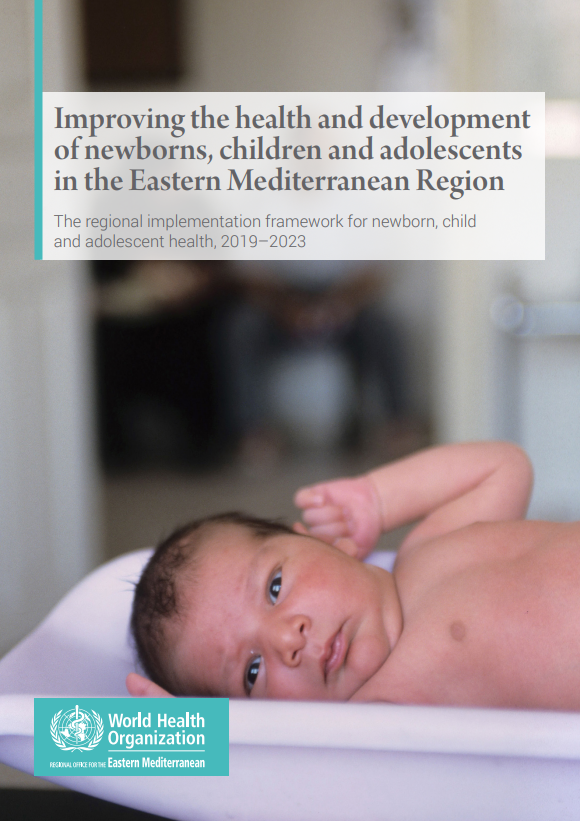 Improving the health and development
of newborns, children and adolescents
in the Eastern Mediterranean Region
The regional implementation framework for newborn, child
and adolescent health, 2019–2023
World Health
Organization
REGIONAL OFFICE FOR THE Eastern Mediterranean